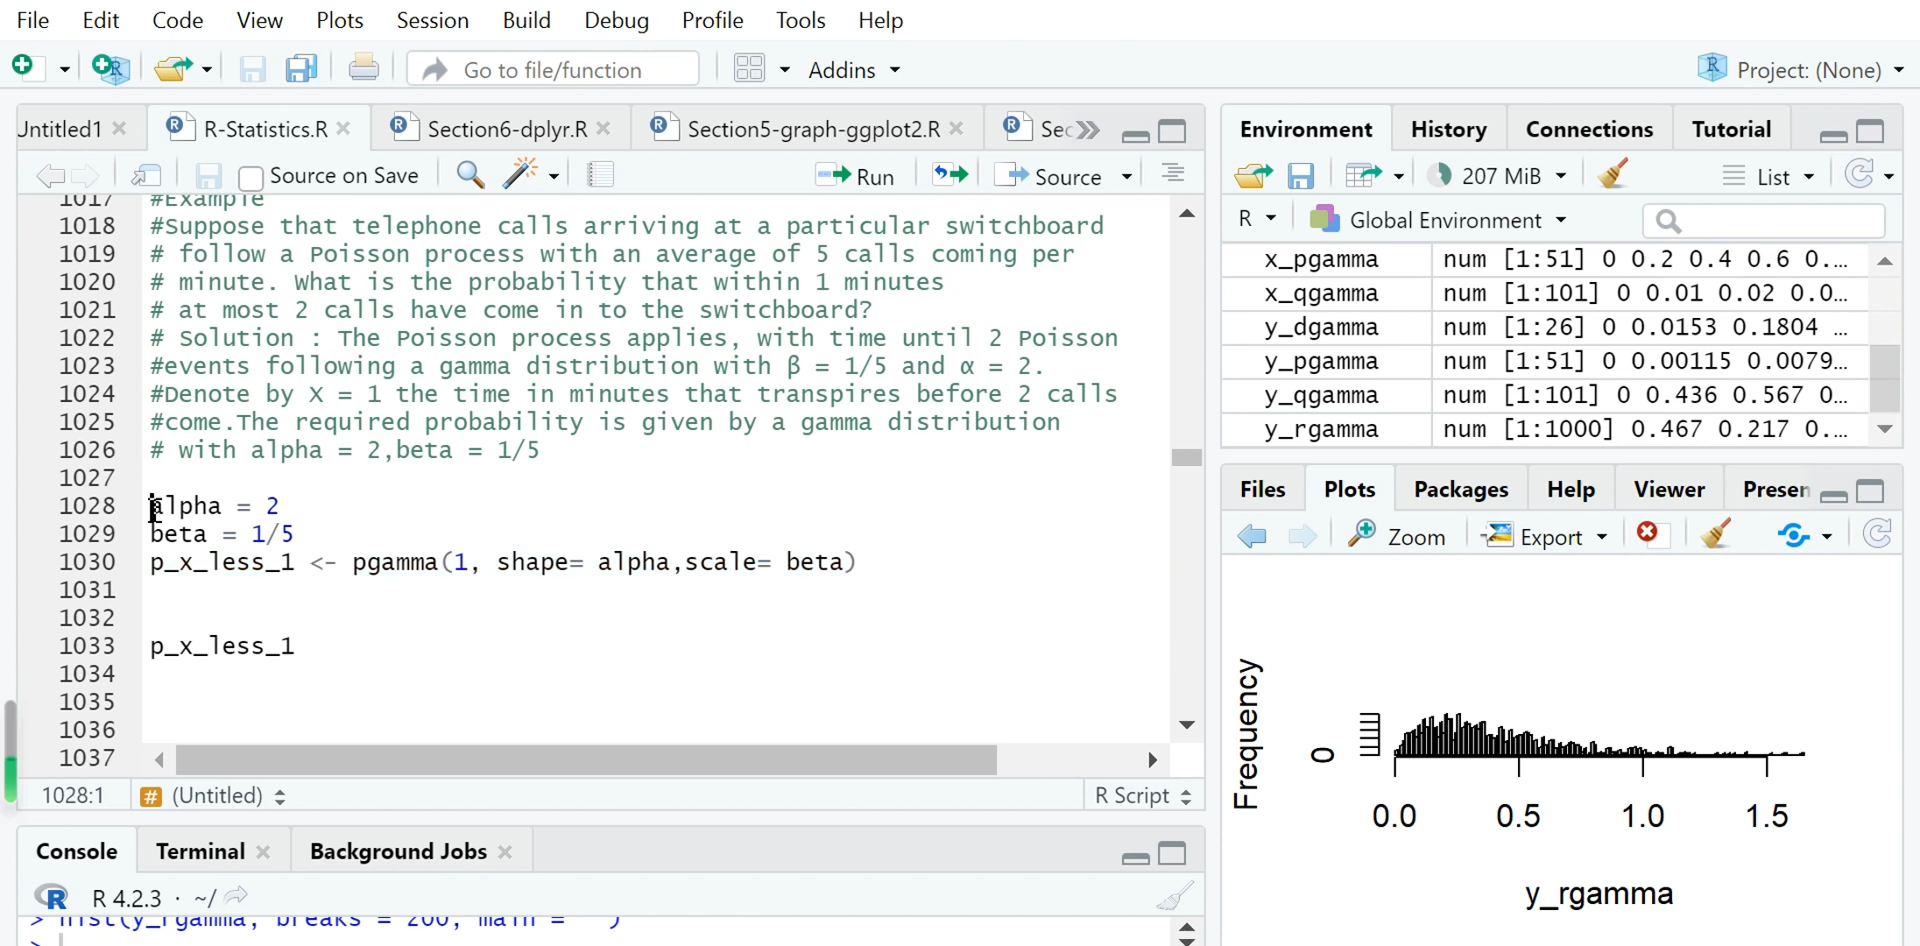 File Edit Code View Plots Session Build Debug Profile Tools Help
Go to file/function Addins Project: (None)
Untitled1 R-Statistics.R Section6-dplyr.R Section5-graph-ggplot2.R Sec
Source on Save Run Source
1017 #Example
1018 #Suppose that telephone calls arriving at a particular switchboard
1019 # follow a Poisson process with an average of 5 calls coming per
1020 # minute. What is the probability that within 1 minutes
1021 # at most 2 calls have come in to the switchboard?
1022 # Solution : The Poisson process applies, with time until 2 Poisson
1023 #events following a gamma distribution with β = 1/5 and α = 2.
1024 #Denote by X = 1 the time in minutes that transpires before 2 calls
1025 #come.The required probability is given by a gamma distribution
1026 # with alpha = 2,beta = 1/5
1027
1028 alpha = 2
1029 beta = 1/5
1030 p_x_less_1 <- pgamma(1, shape= alpha,scale= beta)
1031
1032
1033 p_x_less_1
1034
1035
1036
1037
1028:1 # (Untitled) R Script
Console Terminal Background Jobs
R 4.2.3 · ~/
> hist(y_rgamma, breaks = 200, main = "")
>
Environment History Connections Tutorial
207 MiB List
R Global Environment
x_pgamma num [1:51] 0 0.2 0.4 0.6 0....
x_qgamma num [1:101] 0 0.01 0.02 0.0...
y_dgamma num [1:26] 0 0.0153 0.1804 ...
y_pgamma num [1:51] 0 0.00115 0.0079...
y_qgamma num [1:101] 0 0.436 0.567 0...
y_rgamma num [1:1000] 0.467 0.217 0....
Files Plots Packages Help Viewer Presen
Zoom Export
Frequency
0
0.0 0.5 1.0 1.5
y_rgamma